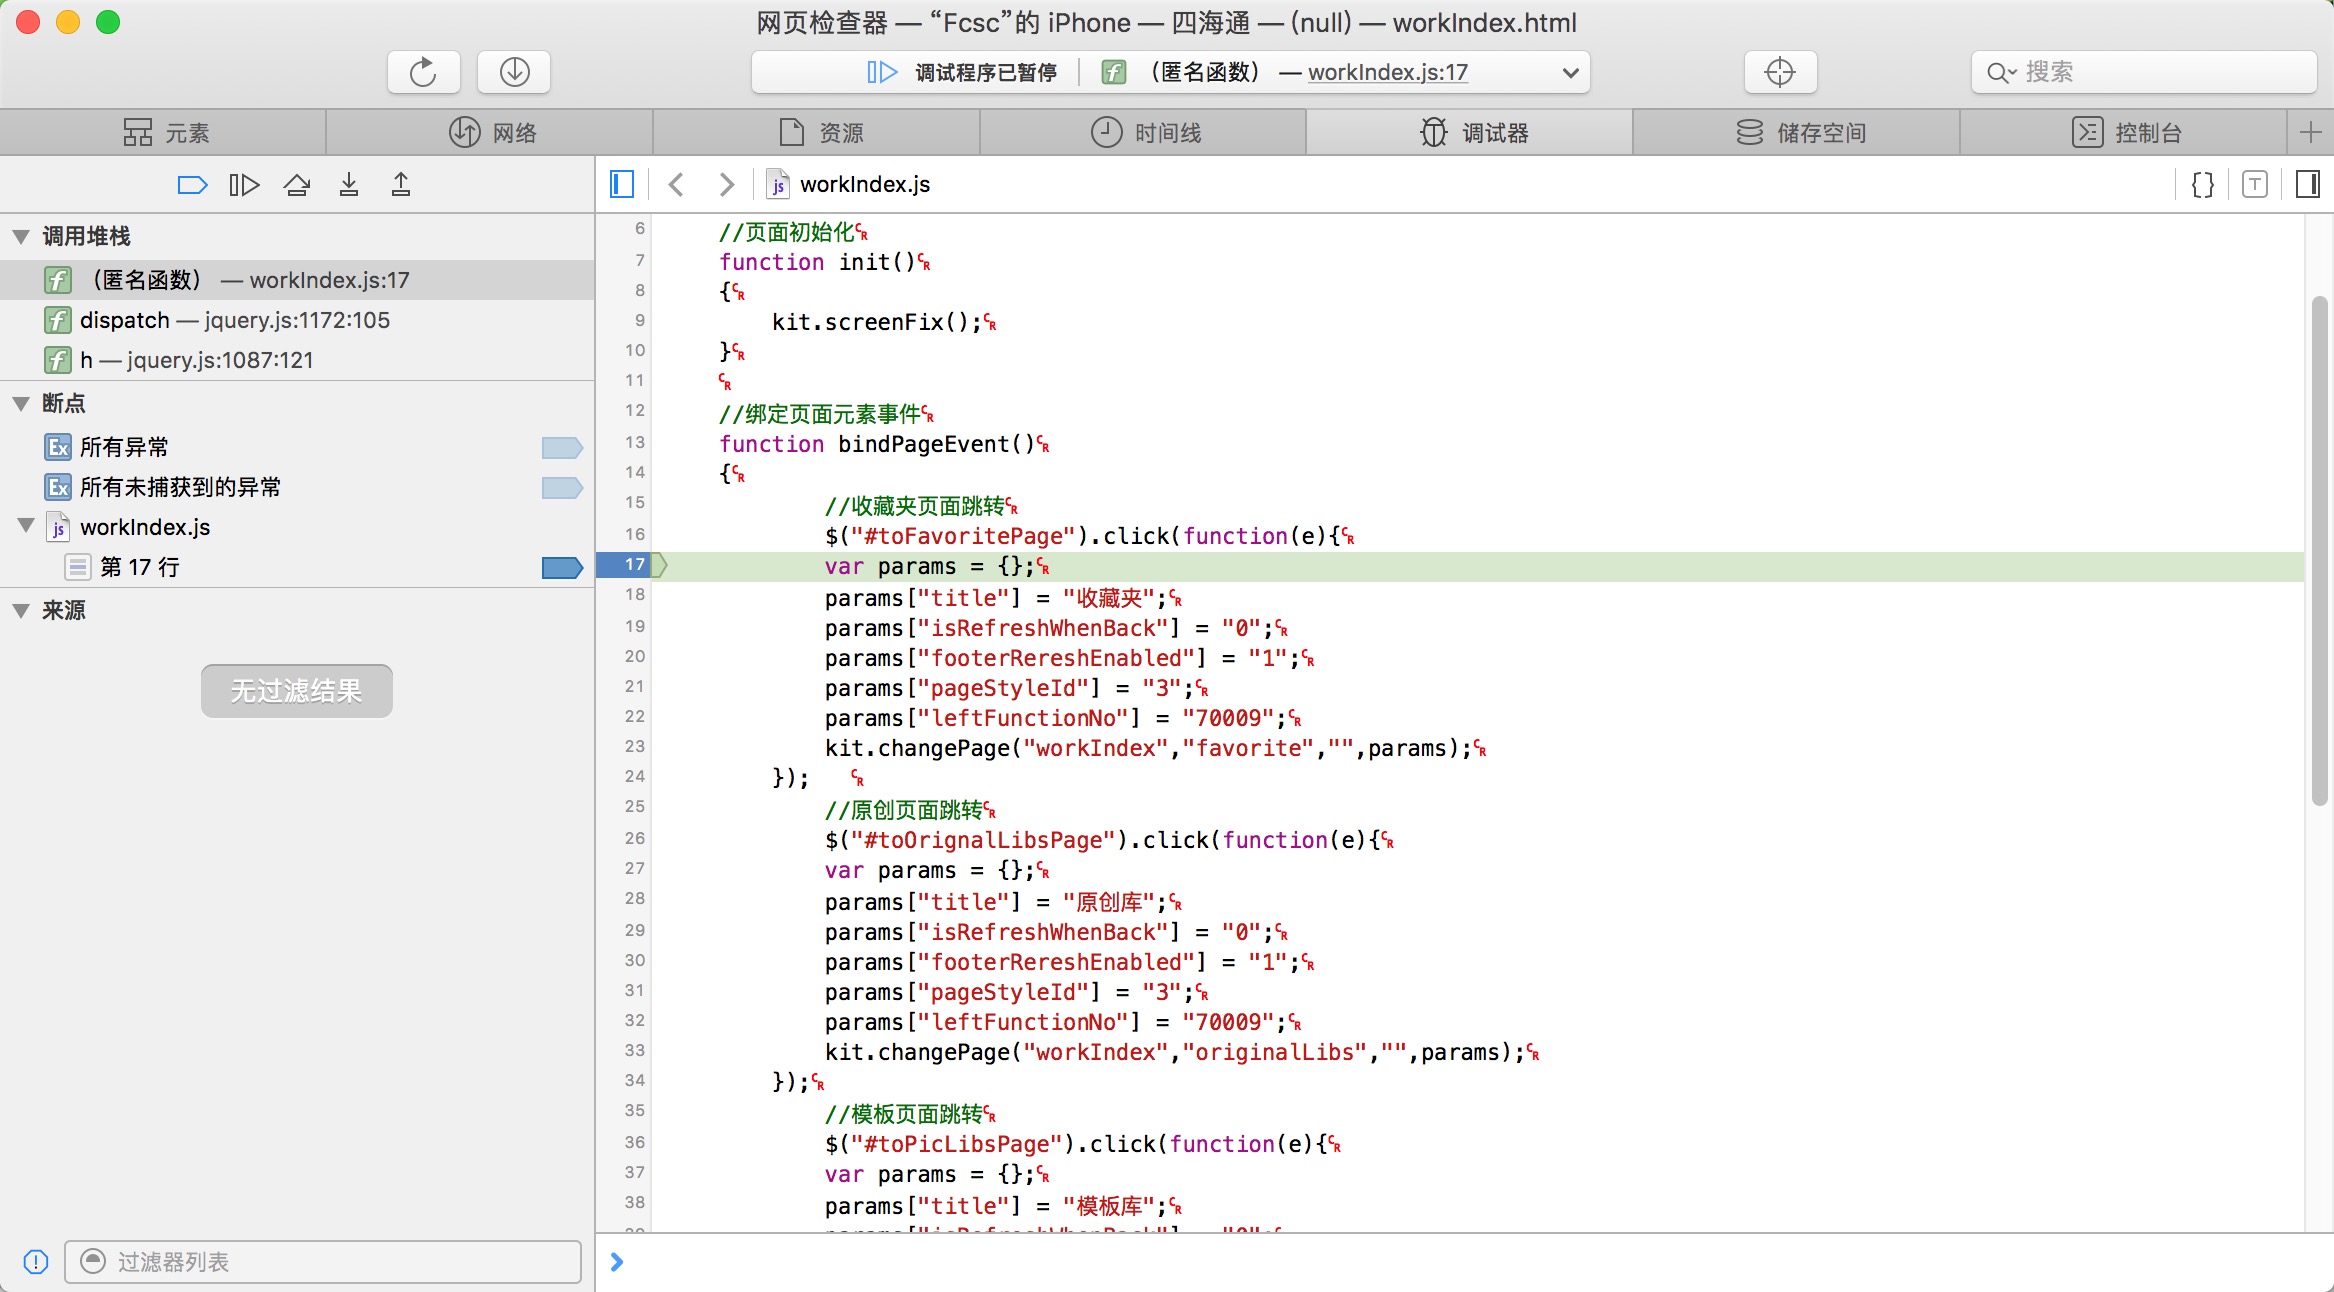 网页检查器 — “Fcsc”的 iPhone — 四海通 — (null) — workIndex.html
调试程序已暂停 f （匿名函数） — workIndex.js:17
搜索
元素 网络 资源 时间线 调试器 储存空间 控制台
js workIndex.js
调用堆栈
f （匿名函数） — workIndex.js:17
f dispatch — jquery.js:1172:105
f h — jquery.js:1087:121
断点
Ex 所有异常
Ex 所有未捕获到的异常
js workIndex.js
第 17 行
来源
无过滤结果
过滤器列表
6 //页面初始化
7 function init()
8 {
9 kit.screenFix();
10 }
11
12 //绑定页面元素事件
13 function bindPageEvent()
14 {
15 //收藏夹页面跳转
16 $("#toFavoritePage").click(function(e){
17 var params = {};
18 params["title"] = "收藏夹";
19 params["isRefreshWhenBack"] = "0";
20 params["footerRereshEnabled"] = "1";
21 params["pageStyleId"] = "3";
22 params["leftFunctionNo"] = "70009";
23 kit.changePage("workIndex","favorite","",params);
24 });
25 //原创页面跳转
26 $("#toOrignalLibsPage").click(function(e){
27 var params = {};
28 params["title"] = "原创库";
29 params["isRefreshWhenBack"] = "0";
30 params["footerRereshEnabled"] = "1";
31 params["pageStyleId"] = "3";
32 params["leftFunctionNo"] = "70009";
33 kit.changePage("workIndex","originalLibs","",params);
34 });
35 //模板页面跳转
36 $("#toPicLibsPage").click(function(e){
37 var params = {};
38 params["title"] = "模板库";